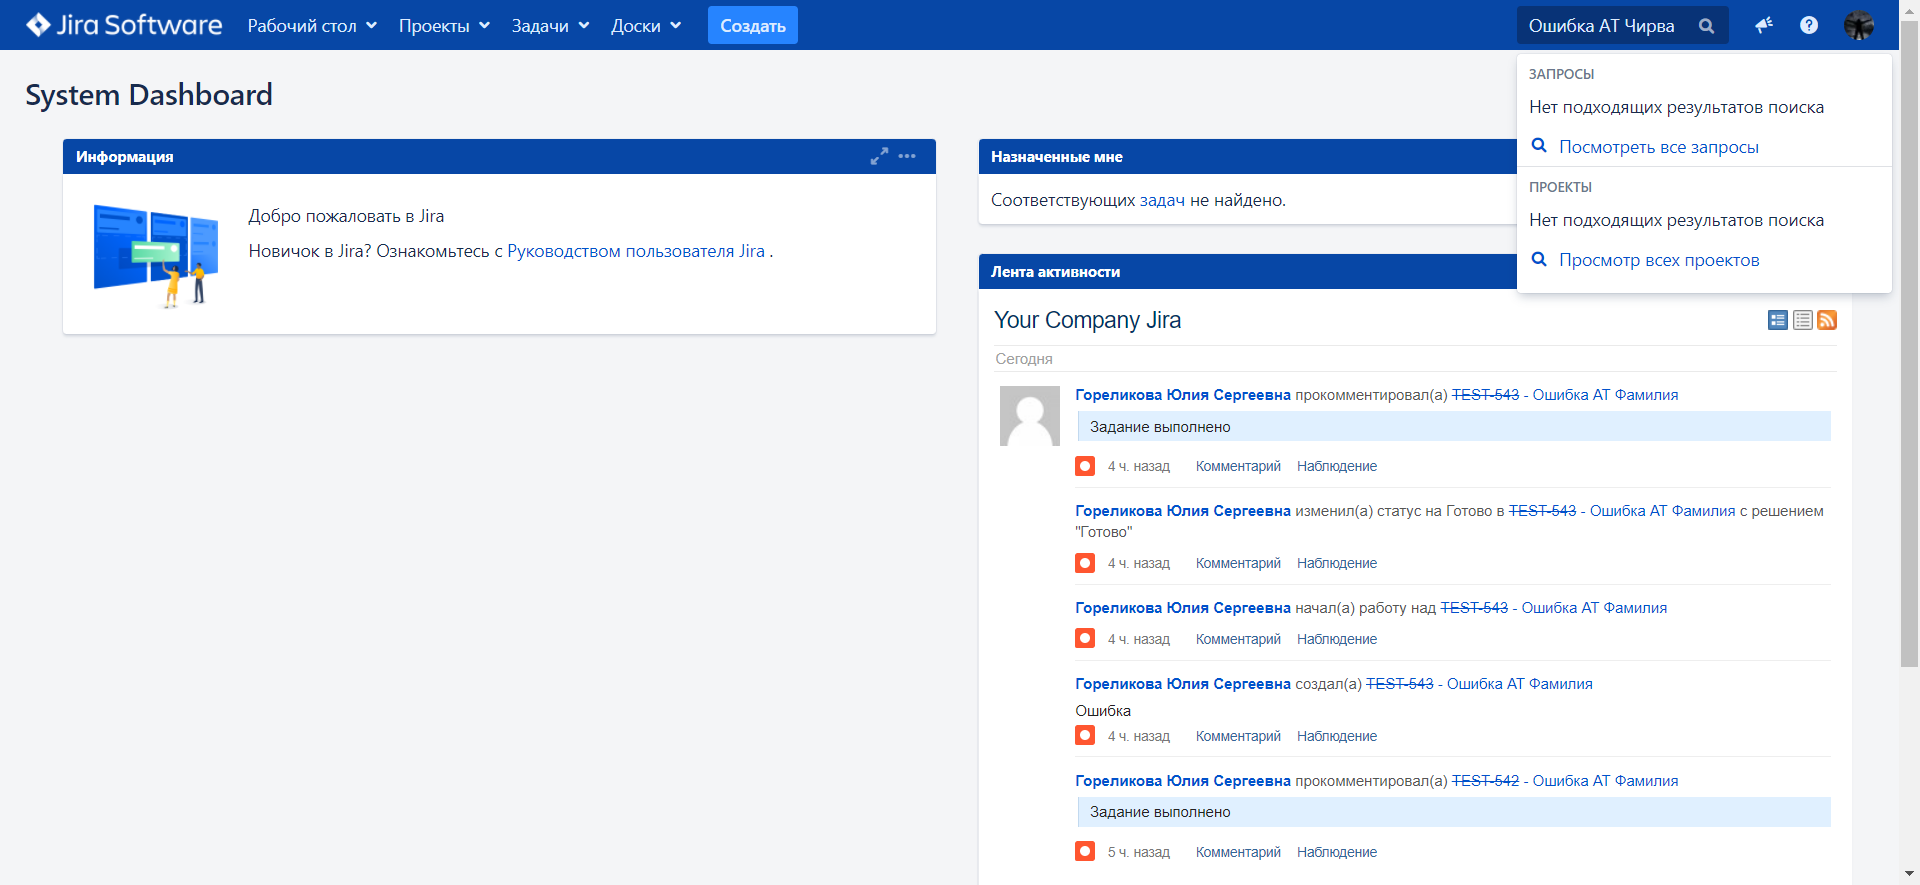 Jira Software
Рабочий стол
Проекты
Задачи
Доски
Создать
Ошибка АТ Чирва
System Dashboard
ЗАПРОСЫ
Нет подходящих результатов поиска
Посмотреть все запросы
ПРОЕКТЫ
Нет подходящих результатов поиска
Просмотр всех проектов
Информация
Добро пожаловать в Jira
Новичок в Jira? Ознакомьтесь с Руководством пользователя Jira .
Назначенные мне
Соответствующих задач не найдено.
Лента активности
Your Company Jira
Сегодня
Гореликова Юлия Сергеевна прокомментировал(а) TEST-543 - Ошибка АТ Фамилия
Задание выполнено
4 ч. назад Комментарий Наблюдение
Гореликова Юлия Сергеевна изменил(а) статус на Готово в TEST-543 - Ошибка АТ Фамилия с решением
"Готово"
4 ч. назад Комментарий Наблюдение
Гореликова Юлия Сергеевна начал(а) работу над TEST-543 - Ошибка АТ Фамилия
4 ч. назад Комментарий Наблюдение
Гореликова Юлия Сергеевна создал(а) TEST-543 - Ошибка АТ Фамилия
Ошибка
4 ч. назад Комментарий Наблюдение
Гореликова Юлия Сергеевна прокомментировал(а) TEST-542 - Ошибка АТ Фамилия
Задание выполнено
5 ч. назад Комментарий Наблюдение